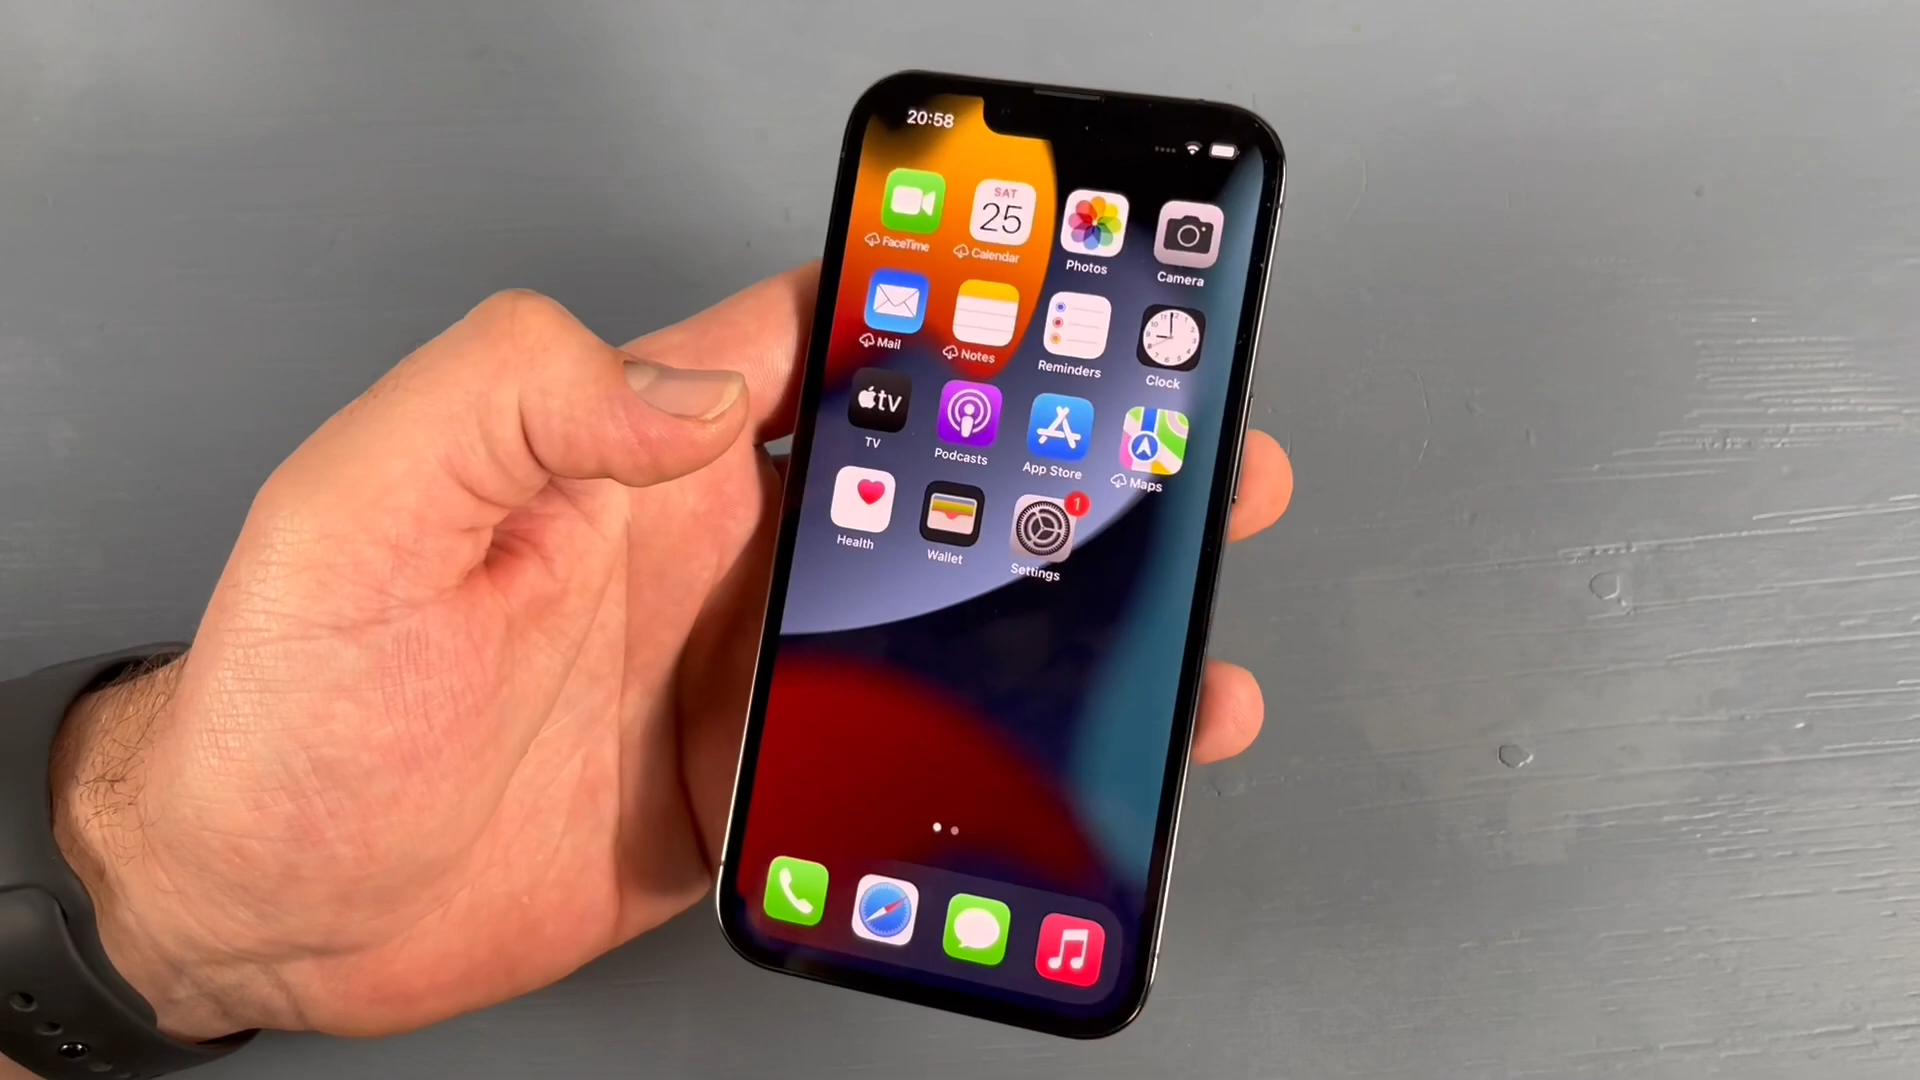 20:58
SAT
25
FaceTime
Calendar
Photos
Camera
Mail
Notes
Reminders
Clock
tv
TV
Podcasts
App Store
Maps
1
Health
Wallet
Settings